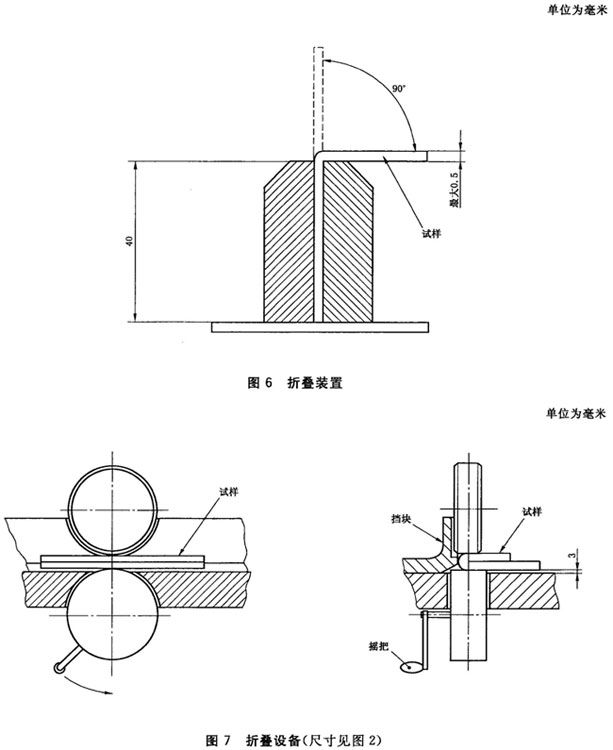 单位为毫米
90°
最大0.5
试样
40
图 6 折叠装置
单位为毫米
试样
挡块
试样
3
摇把
图 7 折叠设备(尺寸见图 2)